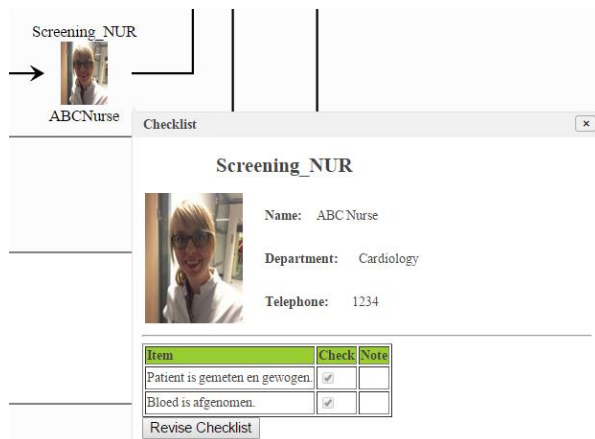 Screening_NUR
ABCNurse
Checklist
×
Screening_NUR
Name: ABC Nurse
Department: Cardiology
Telephone: 1234
Item Check Note
Patient is gemeten en gewogen.
Bloed is afgenomen.
Revise Checklist